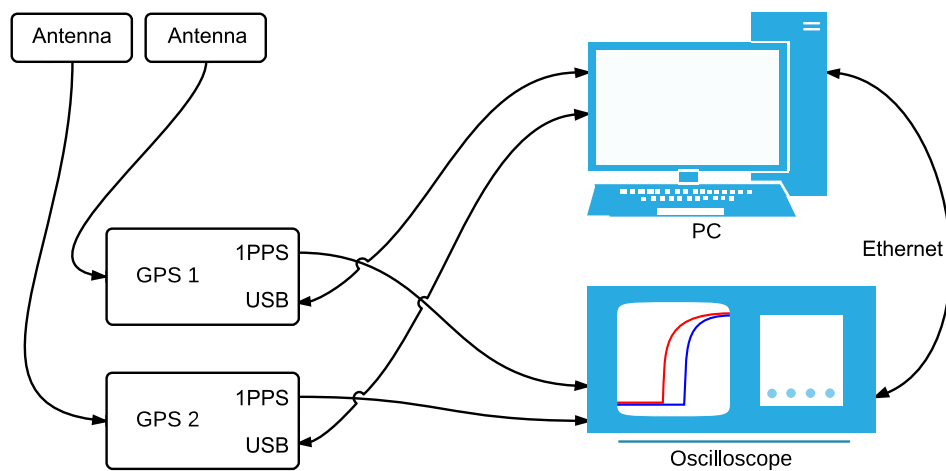 Antenna
Antenna
GPS 1
1PPS
USB
GPS 2
1PPS
USB
PC
Ethernet
Oscilloscope